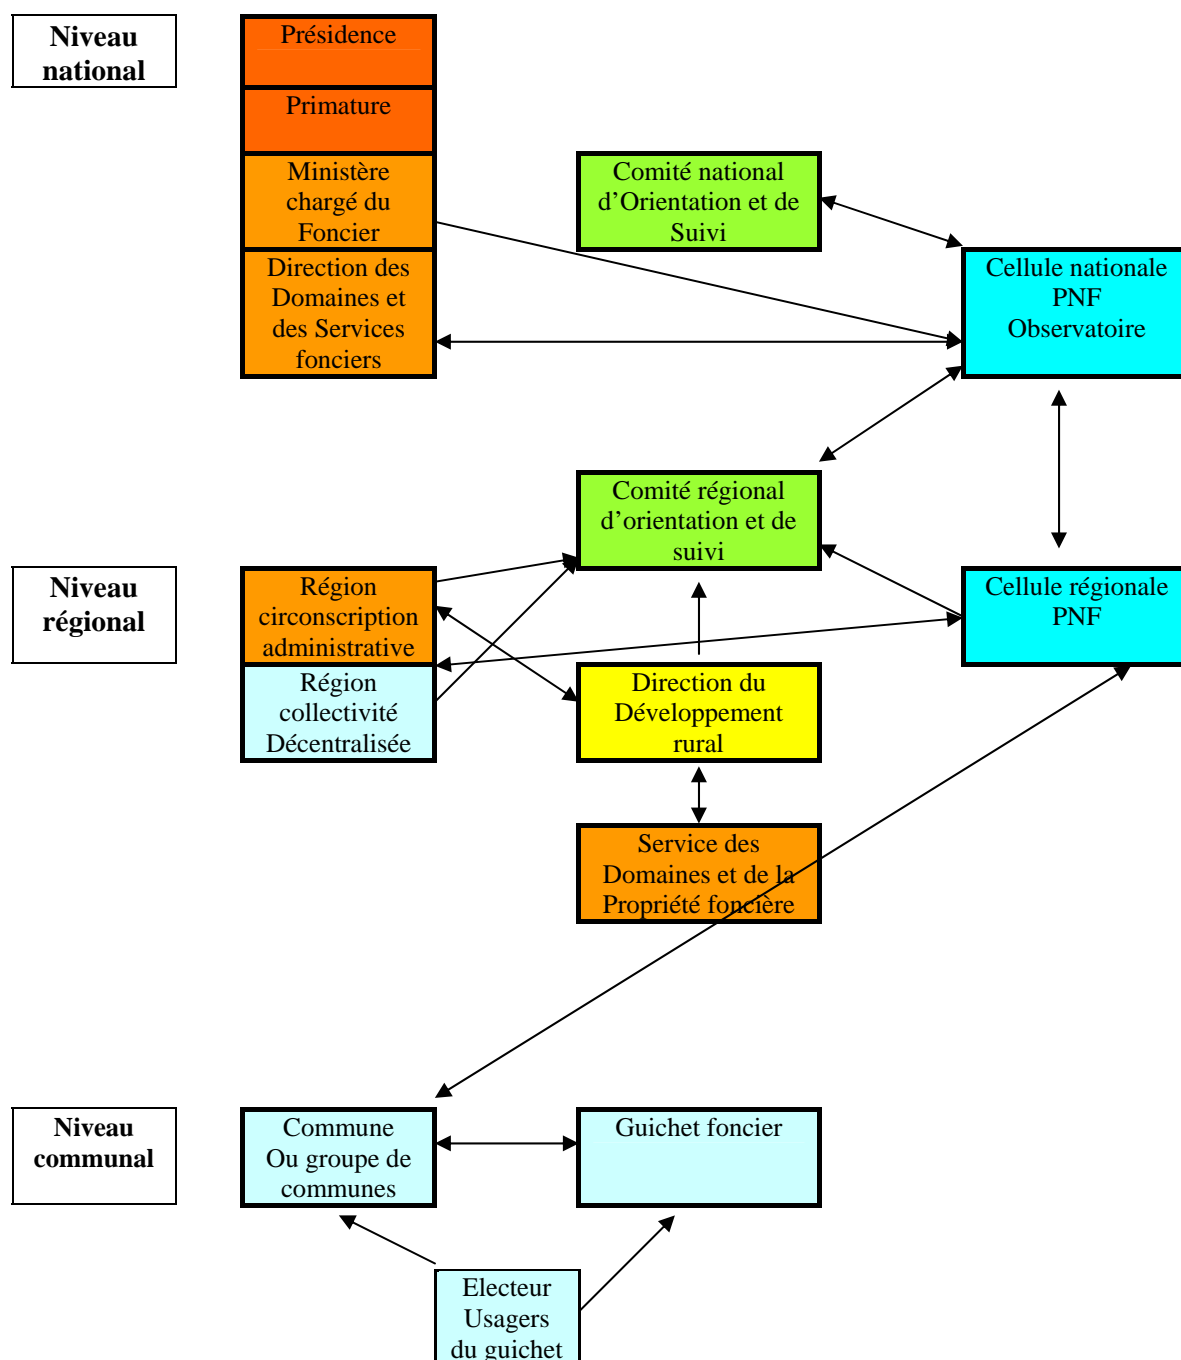 Niveau
national
Présidence
Primature
Ministère
chargé du
Foncier
Direction des
Domaines et
des Services
fonciers
Comité national
d’Orientation et de
Suivi
Cellule nationale
PNF
Observatoire
Niveau
régional
Comité régional
d’orientation et de
suivi
Région
circonscription
administrative
Région
collectivité
Décentralisée
Direction du
Développement
rural
Service des
Domaines et de la
Propriété foncière
Cellule régionale
PNF
Niveau
communal
Commune
Ou groupe de
communes
Guichet foncier
Electeur
Usagers
du guichet